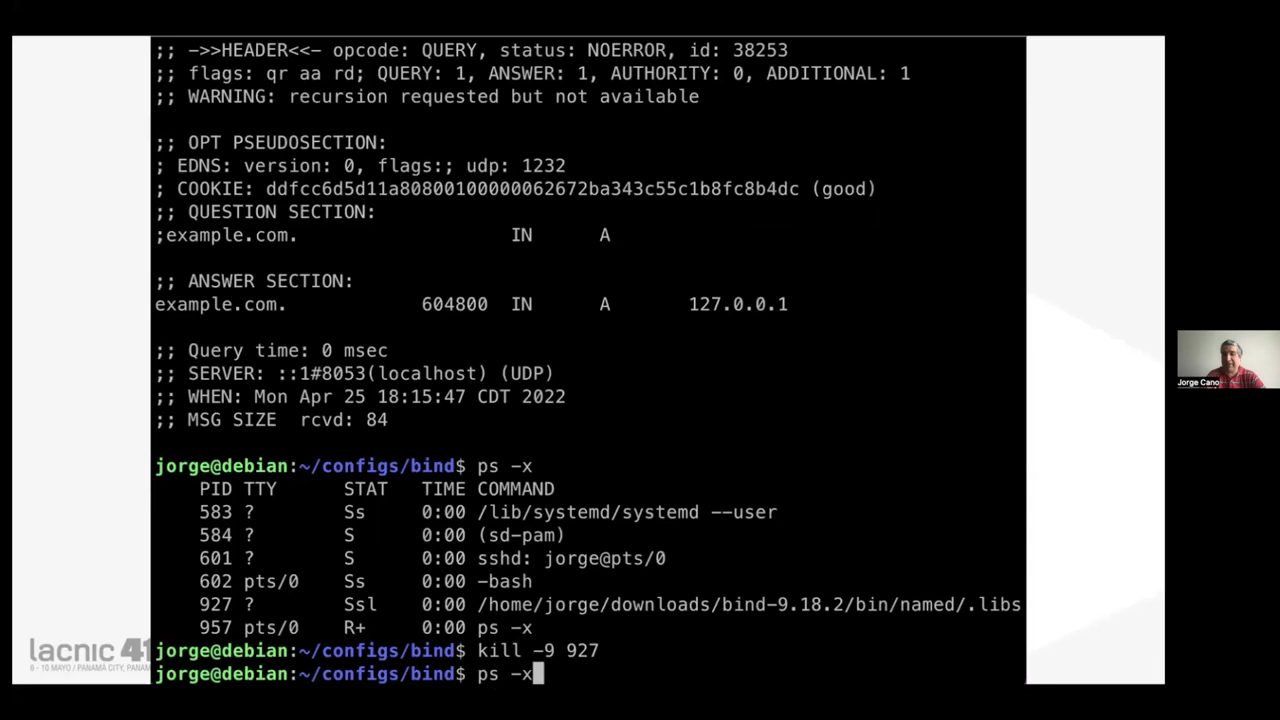 ;; ->>HEADER<<- opcode: QUERY, status: NOERROR, id: 38253
;; flags: qr aa rd; QUERY: 1, ANSWER: 1, AUTHORITY: 0, ADDITIONAL: 1
;; WARNING: recursion requested but not available
;; OPT PSEUDOSECTION:
; EDNS: version: 0, flags:; udp: 1232
; COOKIE: ddfcc6d5d11a80800100000062672ba343c55c1b8fc8b4dc (good)
;; QUESTION SECTION:
;example.com. IN A
;; ANSWER SECTION:
example.com. 604800 IN A 127.0.0.1
;; Query time: 0 msec
;; SERVER: ::1#8053(localhost) (UDP)
;; WHEN: Mon Apr 25 18:15:47 CDT 2022
;; MSG SIZE rcvd: 84
jorge@debian:~/configs/bind$ ps -x
PID TTY STAT TIME COMMAND
583 ? Ss 0:00 /lib/systemd/systemd --user
584 ? S 0:00 (sd-pam)
601 ? S 0:00 sshd: jorge@pts/0
602 pts/0 Ss 0:00 -bash
927 ? Ssl 0:00 /home/jorge/downloads/bind-9.18.2/bin/named/.libs
957 pts/0 R+ 0:00 ps -x
jorge@debian:~/configs/bind$ kill -9 927
jorge@debian:~/configs/bind$ ps -x
lacnic 41
6 - 10 MAYO / PANAMÁ CITY, PANAM
Jorge Cano